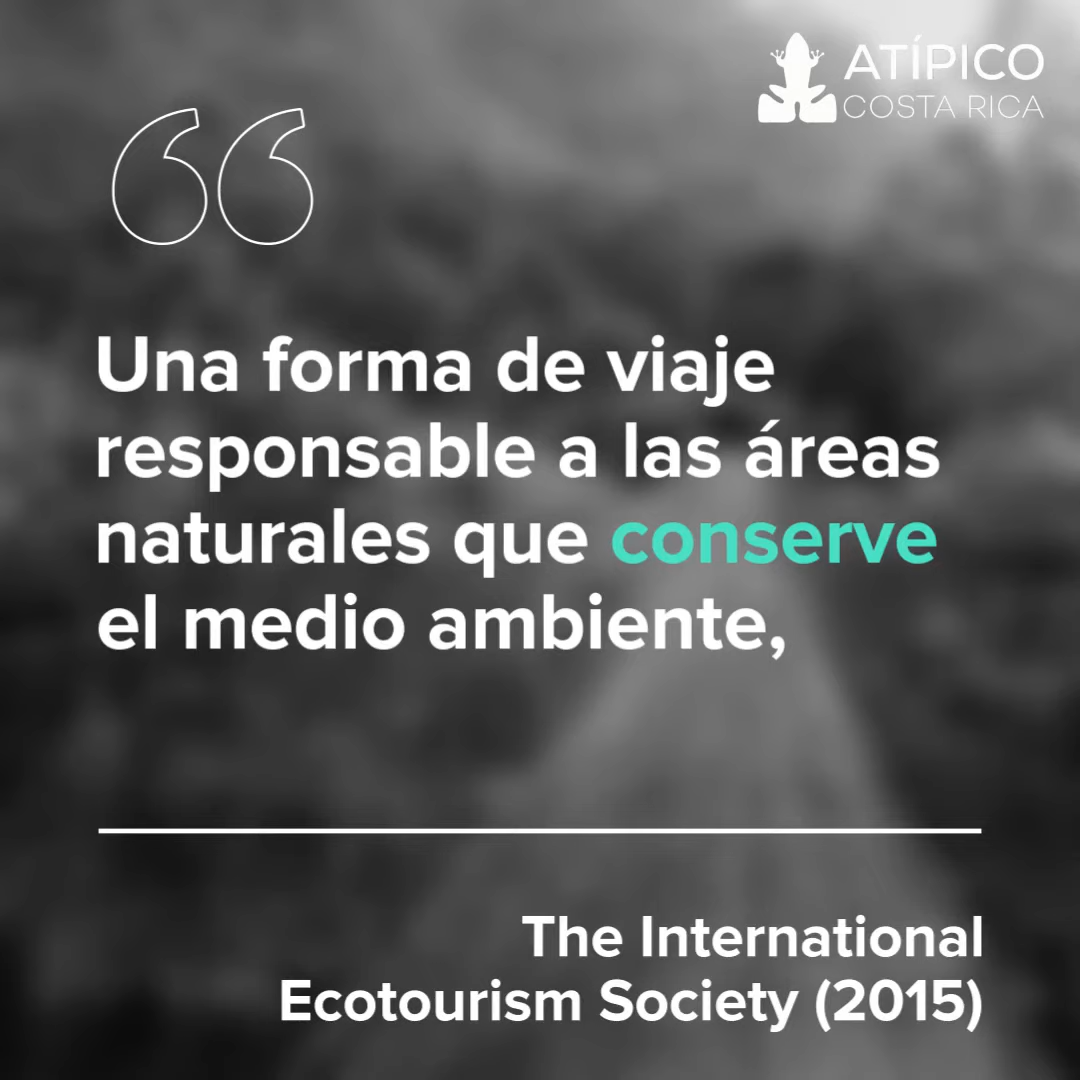 ATÍPICO
COSTA RICA
Una forma de viaje
responsable a las áreas
naturales que conserve
el medio ambiente,
The International
Ecotourism Society (2015)